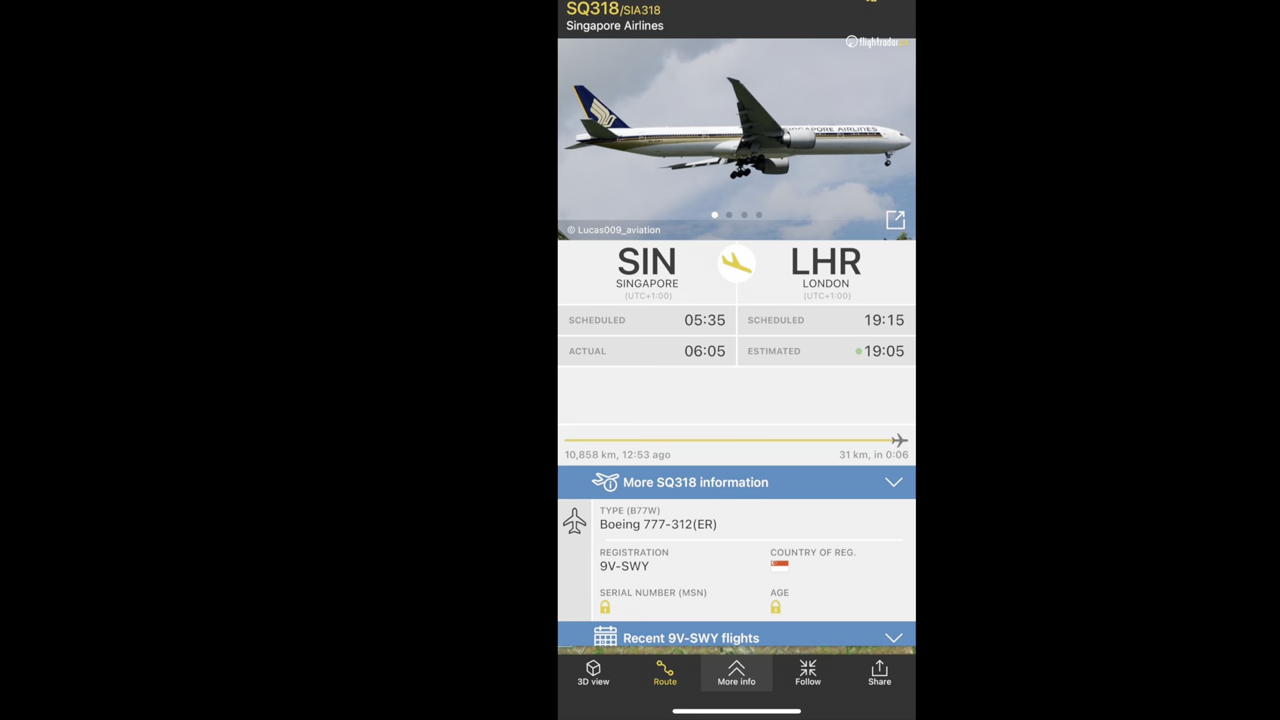 SQ318/SIA318
Singapore Airlines
flightradar24
SINGAPORE AIRLINES
© Lucas009_aviation
SIN LHR
SINGAPORE LONDON
(UTC+1:00) (UTC+1:00)
SCHEDULED 05:35 SCHEDULED 19:15
ACTUAL 06:05 ESTIMATED 19:05
10,858 km, 12:53 ago 31 km, in 0:06
More SQ318 information
TYPE (B77W)
Boeing 777-312(ER)
REGISTRATION COUNTRY OF REG.
9V-SWY
SERIAL NUMBER (MSN) AGE
Recent 9V-SWY flights
3D view Route More info Follow Share